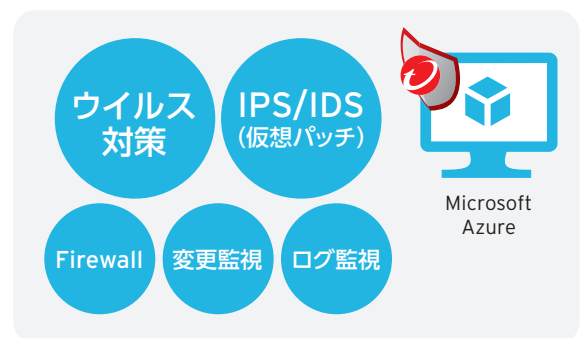 ウイルス
対策
IPS/IDS
(仮想パッチ)
Firewall
変更監視
ログ監視
Microsoft
Azure